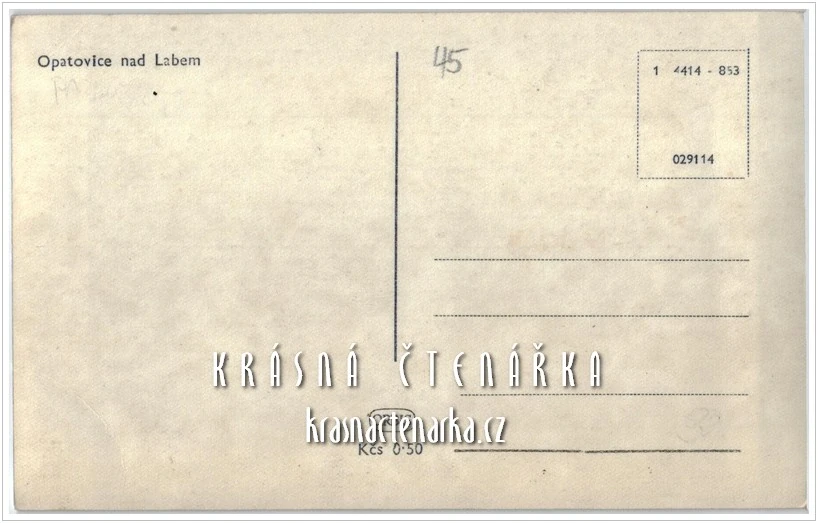 Opatovice nad Labem
45
1 4414 - 853
029114
KRÁSNÁ ČTENÁŘKA
krasnactenarka.cz
Kčs 0·50